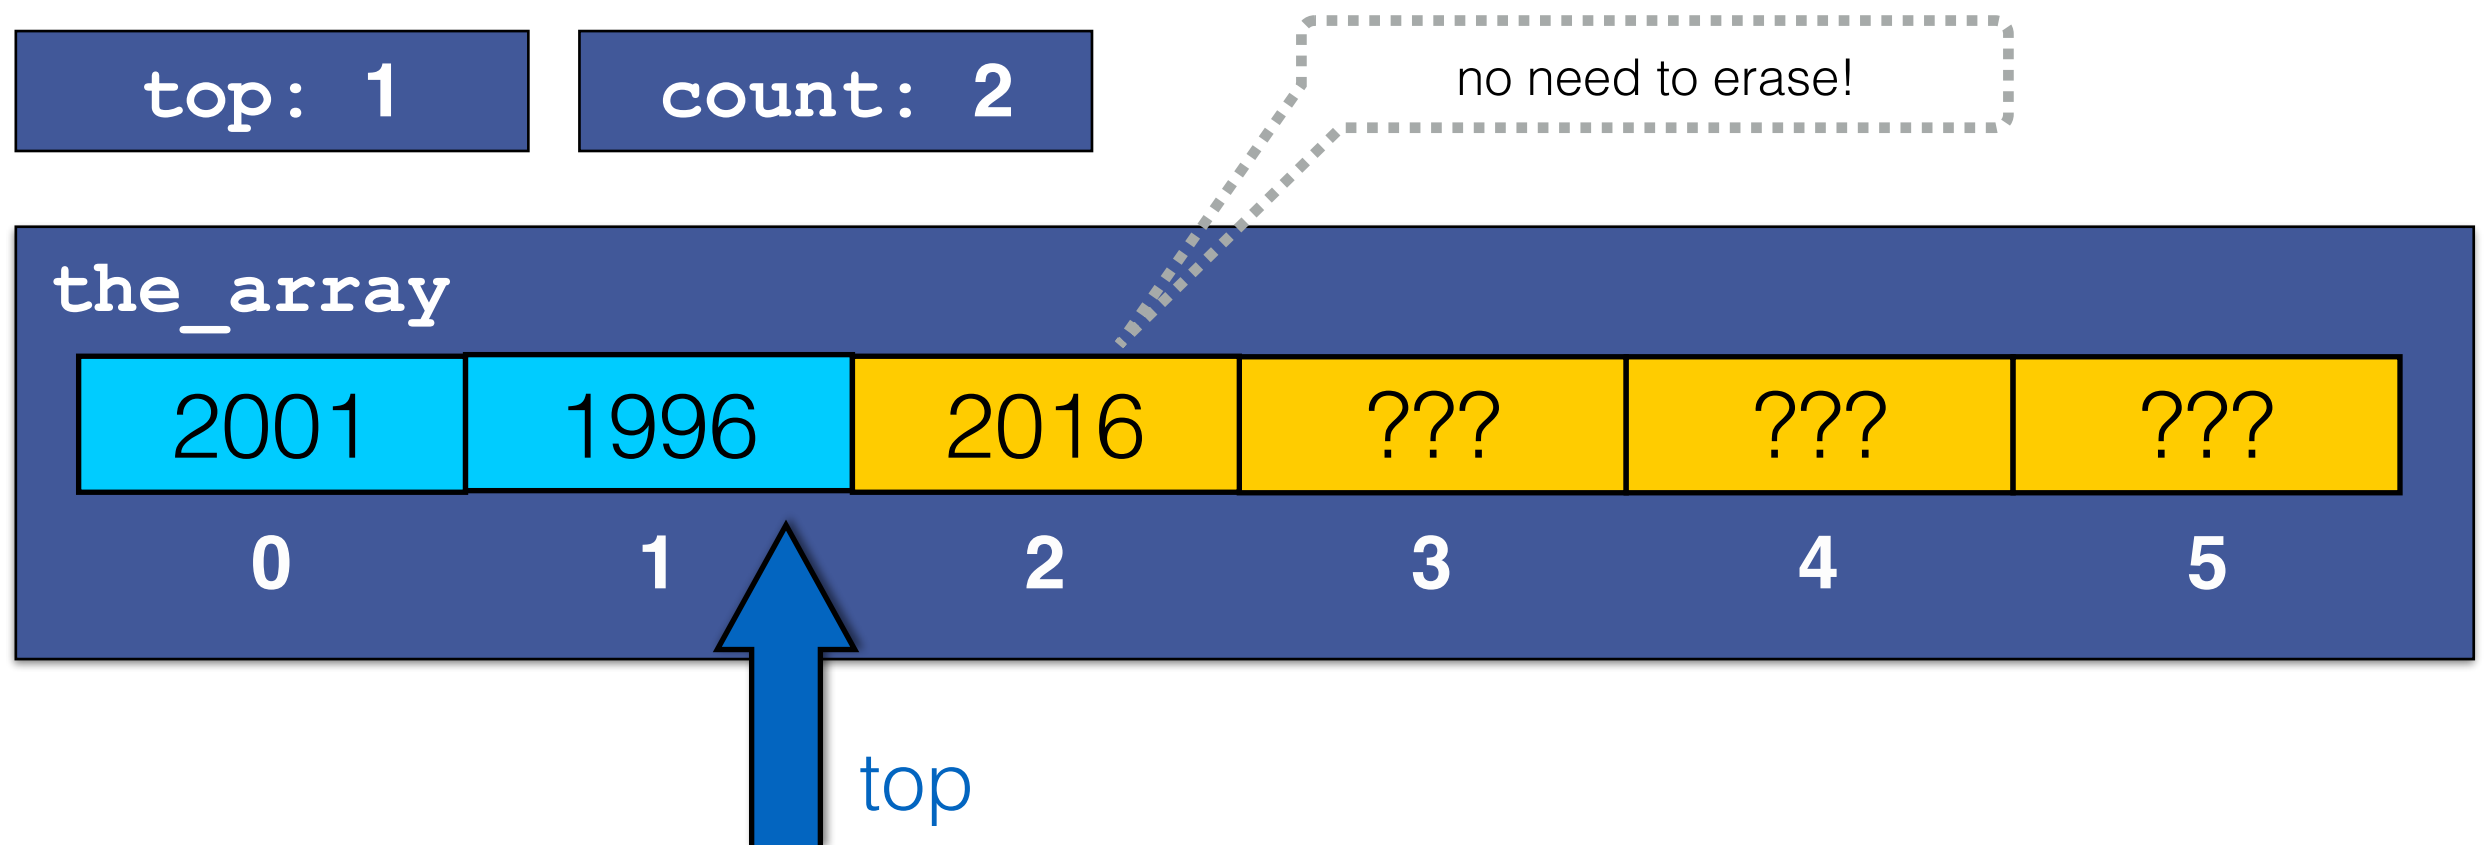 top: 1
count: 2
no need to erase!
the_array
2001 1996 2016 ??? ??? ???
0 1 2 3 4 5
top